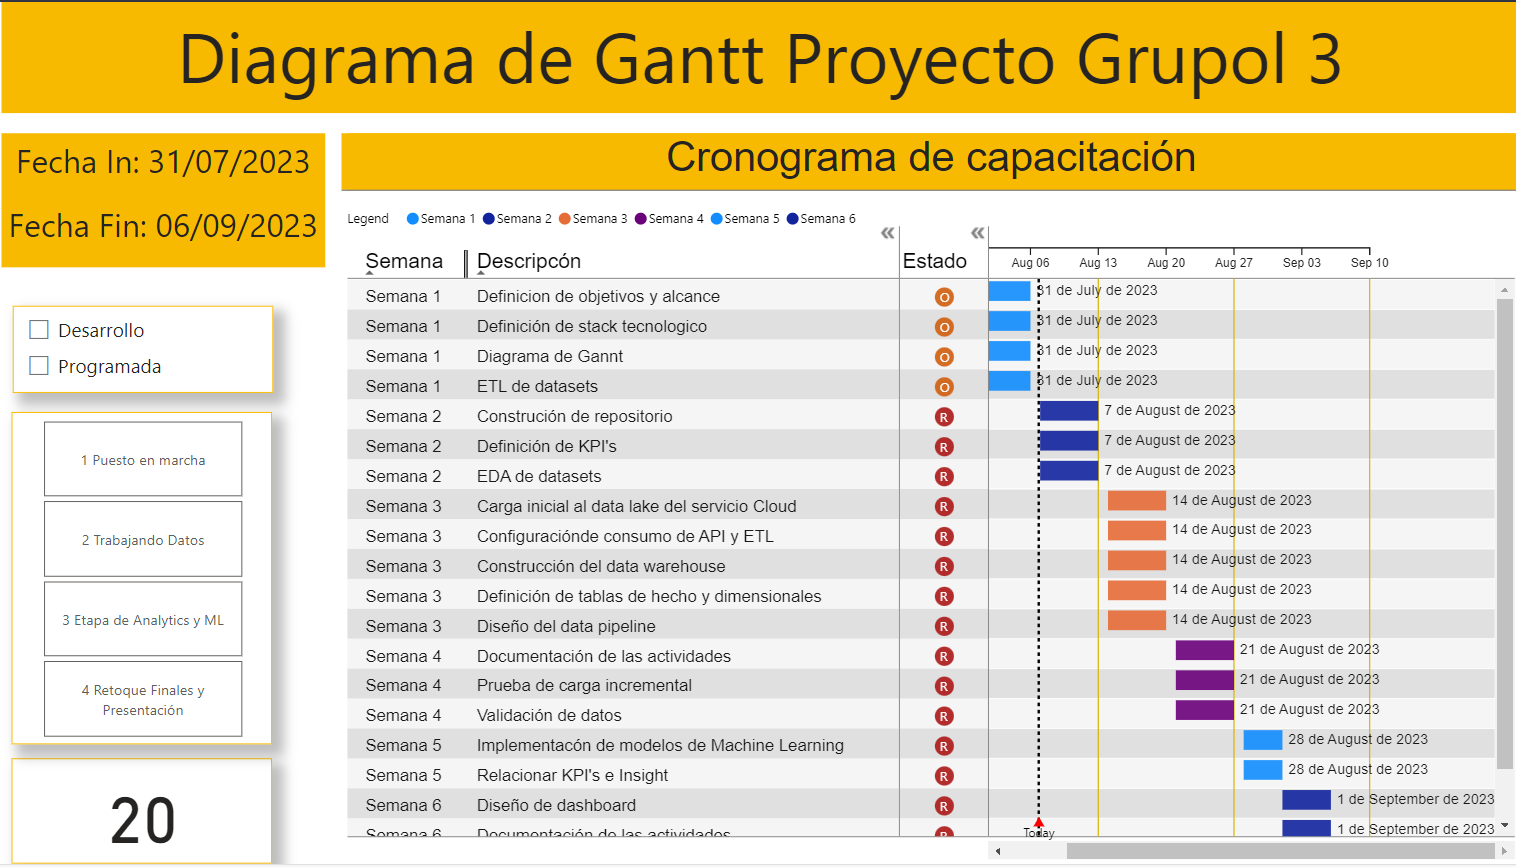 Diagrama de Gantt Proyecto Grupol 3
Fecha In: 31/07/2023
Fecha Fin: 06/09/2023
Desarrollo
Programada
1 Puesto en marcha
2 Trabajando Datos
3 Etapa de Analytics y ML
4 Retoque Finales y
Presentación
20
Cronograma de capacitación
Legend Semana 1 Semana 2 Semana 3 Semana 4 Semana 5 Semana 6
Semana Descripcón Estado Aug 06 Aug 13 Aug 20 Aug 27 Sep 03 Sep 10
Semana 1 Definicion de objetivos y alcance O 31 de July de 2023
Semana 1 Definición de stack tecnologico O 31 de July de 2023
Semana 1 Diagrama de Gannt O 31 de July de 2023
Semana 1 ETL de datasets O 31 de July de 2023
Semana 2 Construción de repositorio R 7 de August de 2023
Semana 2 Definición de KPI's R 7 de August de 2023
Semana 2 EDA de datasets R 7 de August de 2023
Semana 3 Carga inicial al data lake del servicio Cloud R 14 de August de 2023
Semana 3 Configuraciónde consumo de API y ETL R 14 de August de 2023
Semana 3 Construcción del data warehouse R 14 de August de 2023
Semana 3 Definición de tablas de hecho y dimensionales R 14 de August de 2023
Semana 3 Diseño del data pipeline R 14 de August de 2023
Semana 4 Documentación de las actividades R 21 de August de 2023
Semana 4 Prueba de carga incremental R 21 de August de 2023
Semana 4 Validación de datos R 21 de August de 2023
Semana 5 Implementacón de modelos de Machine Learning R 28 de August de 2023
Semana 5 Relacionar KPI's e Insight R 28 de August de 2023
Semana 6 Diseño de dashboard R 1 de September de 2023
Semana 6 Documentación de las actividades R 1 de September de 2023
Today